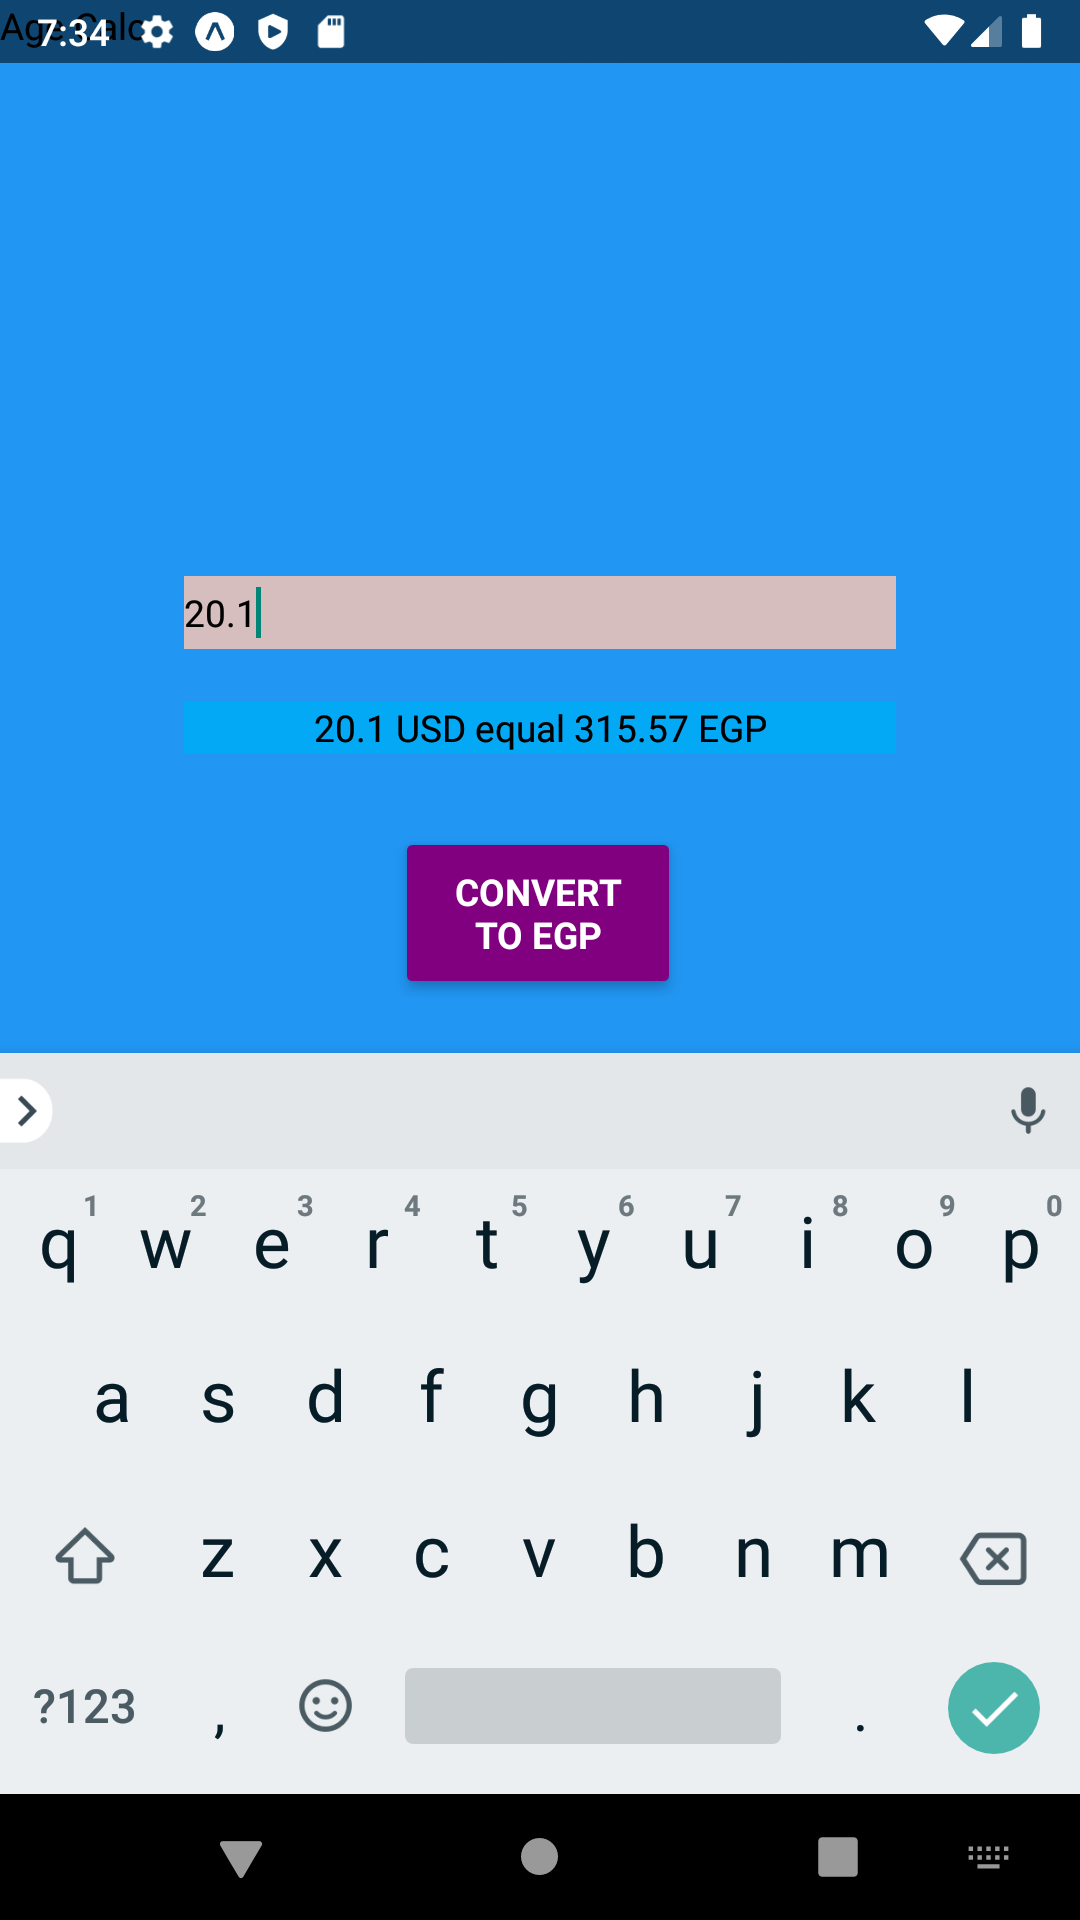 Age Calc
7:34
20.1
20.1 USD equal 315.57 EGP
CONVERT
TO EGP
1 2 3 4 5 6 7 8 9 0
q w e r t y u i o p
a s d f g h j k l
z x c v b n m
?123 , .